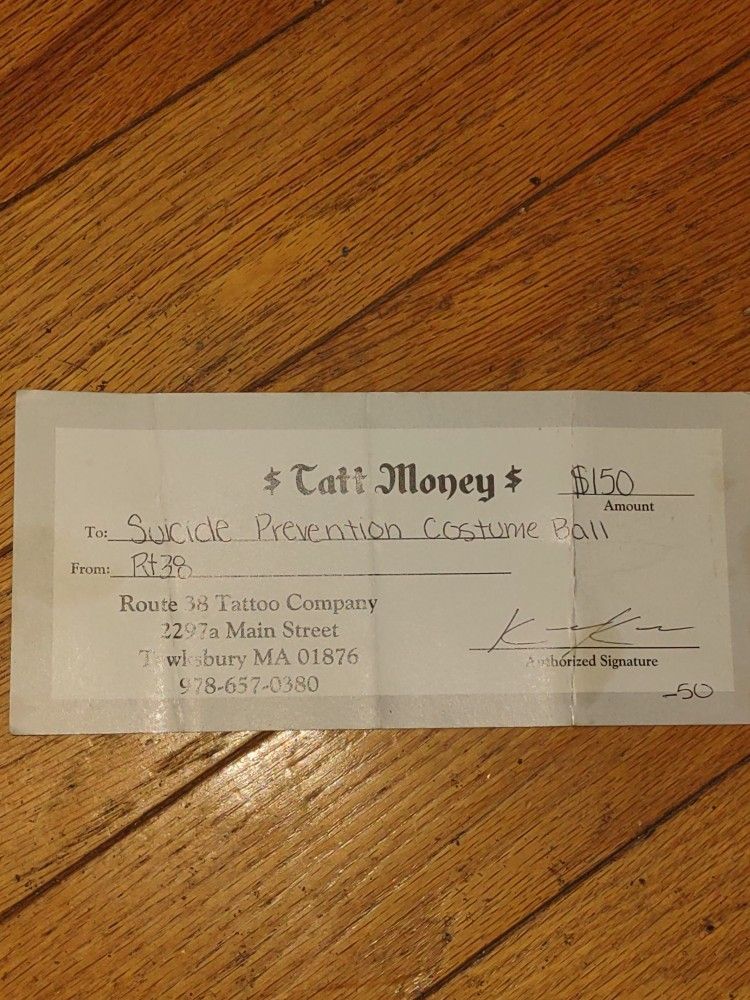 $ Tatt Money $
$150
Amount
To: Suicide Prevention Costume Ball
From: Rt38
Route 38 Tattoo Company
2297a Main Street
Tewksbury MA 01876
978-657-0380
Authorized Signature
-50